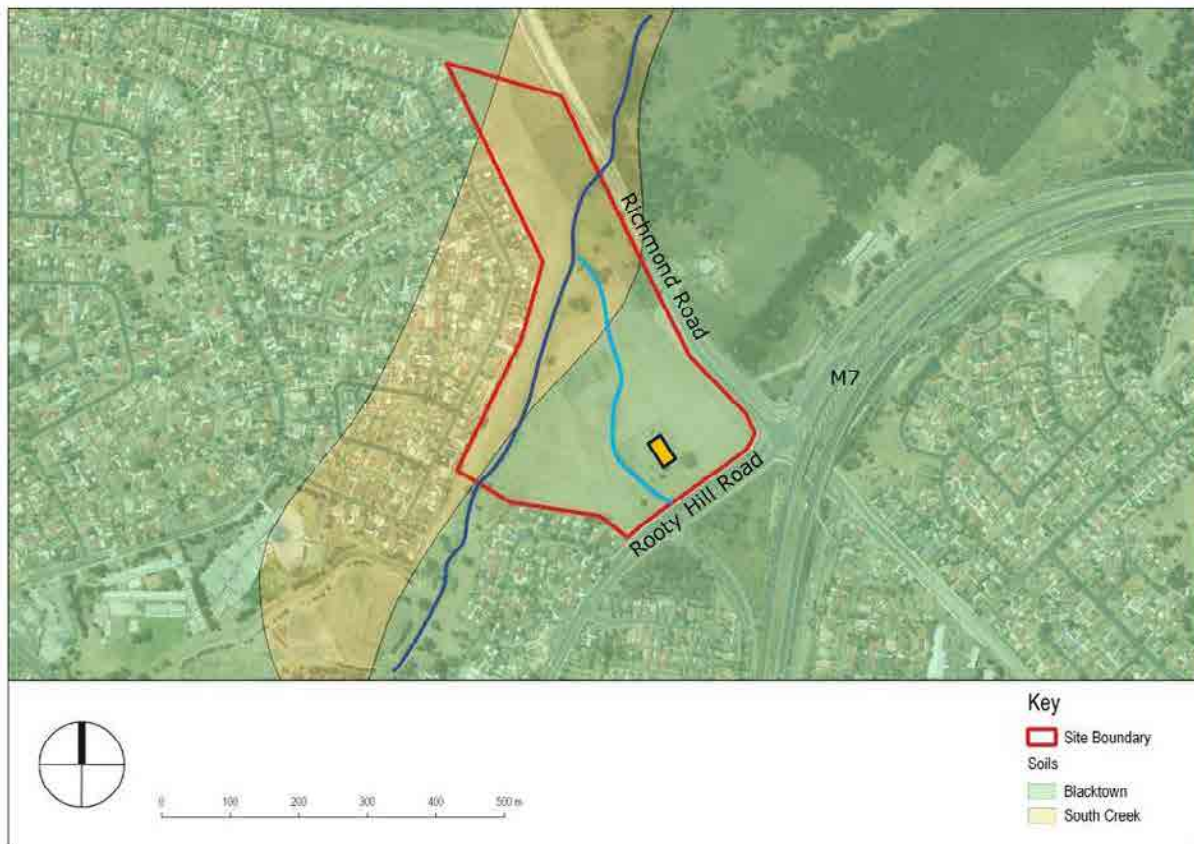 Richmond Road
M7
Rooty Hill Road
Key
Site Boundary
Soils
Blacktown
South Creek
0 100 200 300 400 500 m